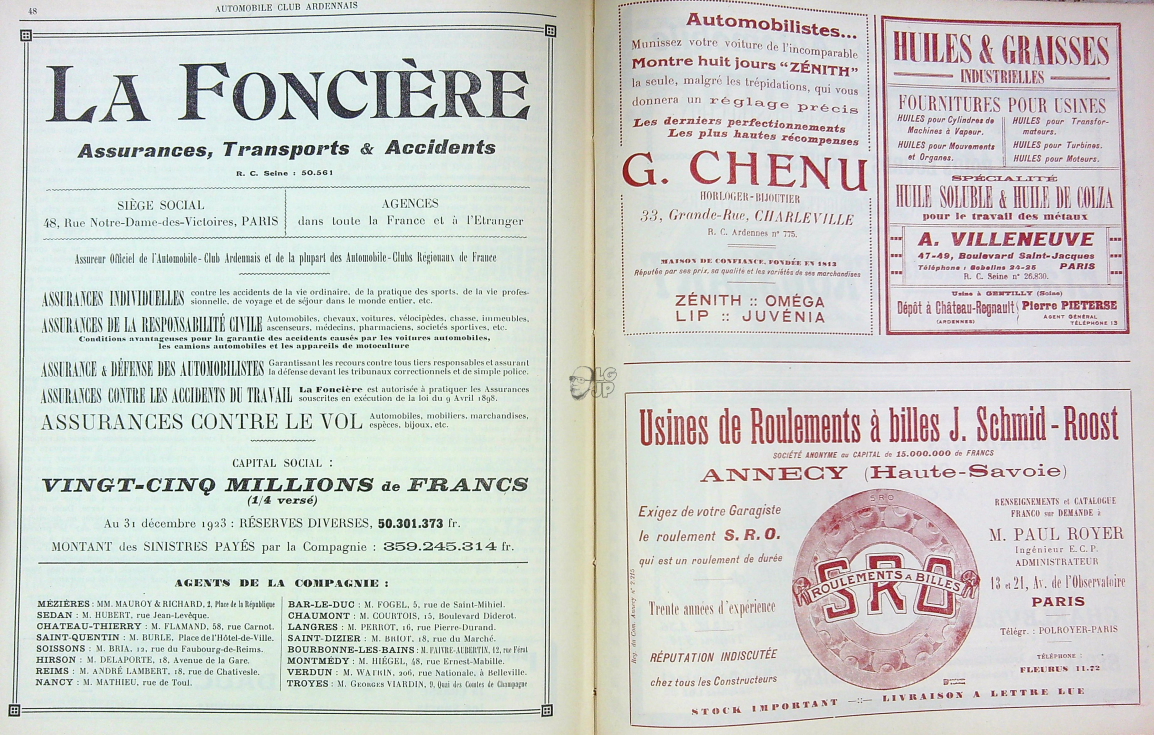 48
AUTOMOBILE CLUB ARDENNAIS
LA FONCIÈRE
Assurances, Transports & Accidents
R. C. Seine : 50.561
SIÈGE SOCIAL
48, Rue Notre-Dame-des-Victoires, PARIS
AGENCES
dans toute la France et à l'Etranger
Assureur Officiel de l'Automobile-Club Ardennais et de la plupart des Automobile-Clubs Régionaux de France
ASSURANCES INDIVIDUELLES contre les accidents de la vie ordinaire, de la pratique des sports, de la vie profes-
sionnelle, de voyage et de séjour dans le monde entier, etc.
ASSURANCES DE LA RESPONSABILITÉ CIVILE Automobiles, chevaux, voitures, vélocipèdes, chasse, immeubles,
ascenseurs, médecins, pharmaciens, sociétés sportives, etc.
Conditions avantageuses pour la garantie des accidents causés par les voitures automobiles,
les camions automobiles et les appareils de motoculture
ASSURANCE & DÉFENSE DES AUTOMOBILISTES Garantissant les recours contre tous tiers responsables et assurant
la défense devant les tribunaux correctionnels et de simple police.
ASSURANCES CONTRE LES ACCIDENTS DU TRAVAIL La Foncière est autorisée à pratiquer les Assurances
souscrites en exécution de la loi du 9 Avril 1898.
ASSURANCES CONTRE LE VOL Automobiles, mobiliers, marchandises,
espèces, bijoux, etc.
CAPITAL SOCIAL :
VINGT-CINQ MILLIONS de FRANCS
(1/4 versé)
Au 31 décembre 1923 : RÉSERVES DIVERSES, 50.301.373 fr.
MONTANT des SINISTRES PAYÉS par la Compagnie : 359.245.314 fr.
AGENTS DE LA COMPAGNIE :
MÉZIÈRES : MM. MAUROY & RICHARD, 2, Place de la République
SEDAN : M. HUBERT, rue Jean-Levêque.
CHATEAU-THIERRY : M. FLAMAND, 58, rue Carnot.
SAINT-QUENTIN : M. BURLE, Place de l'Hôtel-de-Ville.
SOISSONS : M. BRIA, 12, rue du Faubourg-de-Reims.
HIRSON : M. DELAPORTE, 18, Avenue de la Gare.
REIMS : M. ANDRÉ LAMBERT, 18, rue de Chativesle.
NANCY : M. MATHIEU, rue de Toul.
BAR-LE-DUC : M. FOGEL, 5, rue de Saint-Mihiel.
CHAUMONT : M. COURTOIS, 15, Boulevard Diderot.
LANGRES : M. PERROT, 16, rue Pierre-Durand.
SAINT-DIZIER : M. BRIOT, 18, rue du Marché.
BOURBONNE-LES-BAINS : M. FAIVRE-AUBERTIN, 12, rue Férat
MONTMÉDY : M. HIÉGEL, 48, rue Ernest-Mabille.
VERDUN : M. WATRIN, 206, rue Nationale, à Belleville.
TROYES : M. GEORGES VIARDIN, 9, Quai des Comtes de Champagne
Automobilistes...
Munissez votre voiture de l'incomparable
Montre huit jours "ZÉNITH"
la seule, malgré les trépidations, qui vous
donnera un réglage précis
Les derniers perfectionnements
Les plus hautes récompenses
G. CHENU
HORLOGER-BIJOUTIER
33, Grande-Rue, CHARLEVILLE
R. C. Ardennes n° 775.
MAISON DE CONFIANCE, FONDÉE EN 1812
Réputée par ses prix, sa qualité et les variétés de ses marchandises
ZÉNITH :: OMÉGA
LIP :: JUVÉNIA
HUILES & GRAISSES
INDUSTRIELLES
FOURNITURES POUR USINES
HUILES pour Cylindres de
Machines à Vapeur.
HUILES pour Mouvements
et Organes.
HUILES pour Transfor-
mateurs.
HUILES pour Turbines.
HUILES pour Moteurs.
SPÉCIALITÉ
HUILE SOLUBLE & HUILE DE COLZA
pour le travail des métaux
A. VILLENEUVE
47-49, Boulevard Saint-Jacques
Téléphone : Gobelins 24-25 PARIS
R. C. Seine n° 26.830.
Usine à GENTILLY (Seine)
Dépôt à Château-Regnault
(ARDENNES)
Pierre PIETERSE
AGENT GÉNÉRAL
TÉLÉPHONE 13
LG
JP
Usines de Roulements à billes J. Schmid-Roost
SOCIÉTÉ ANONYME au CAPITAL de 15.000.000 de FRANCS
ANNECY (Haute-Savoie)
Exigez de votre Garagiste
le roulement S.R.O.
qui est un roulement de durée
Trente années d'expérience
RÉPUTATION INDISCUTÉE
chez tous les Constructeurs
SRO
SRO
ROULEMENTS A BILLES
RENSEIGNEMENTS et CATALOGUE
FRANCO sur DEMANDE à
M. PAUL ROYER
Ingénieur E.C.P.
ADMINISTRATEUR
13 et 21, Av. de l'Observatoire
PARIS
Télégr. : POLROYER-PARIS
TÉLÉPHONE :
FLEURUS 11.72
STOCK IMPORTANT -::- LIVRAISON A LETTRE LUE